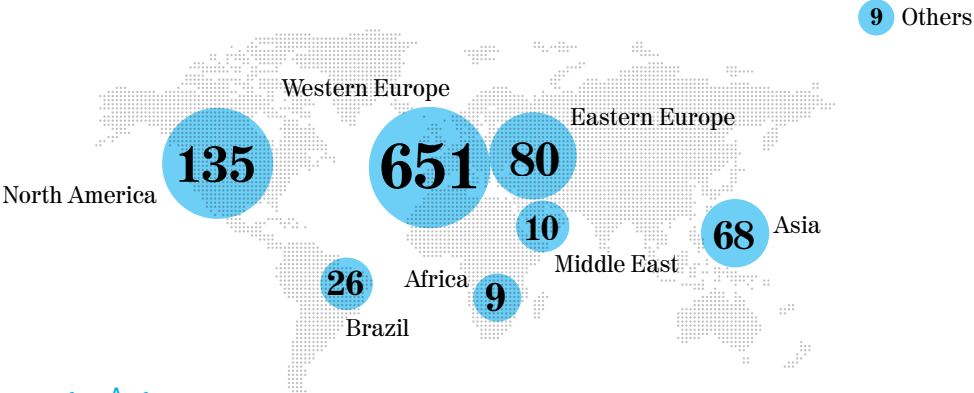 9 Others
Western Europe
Eastern Europe
135
651
80
North America
10
68
Asia
Middle East
26
Africa
9
Brazil